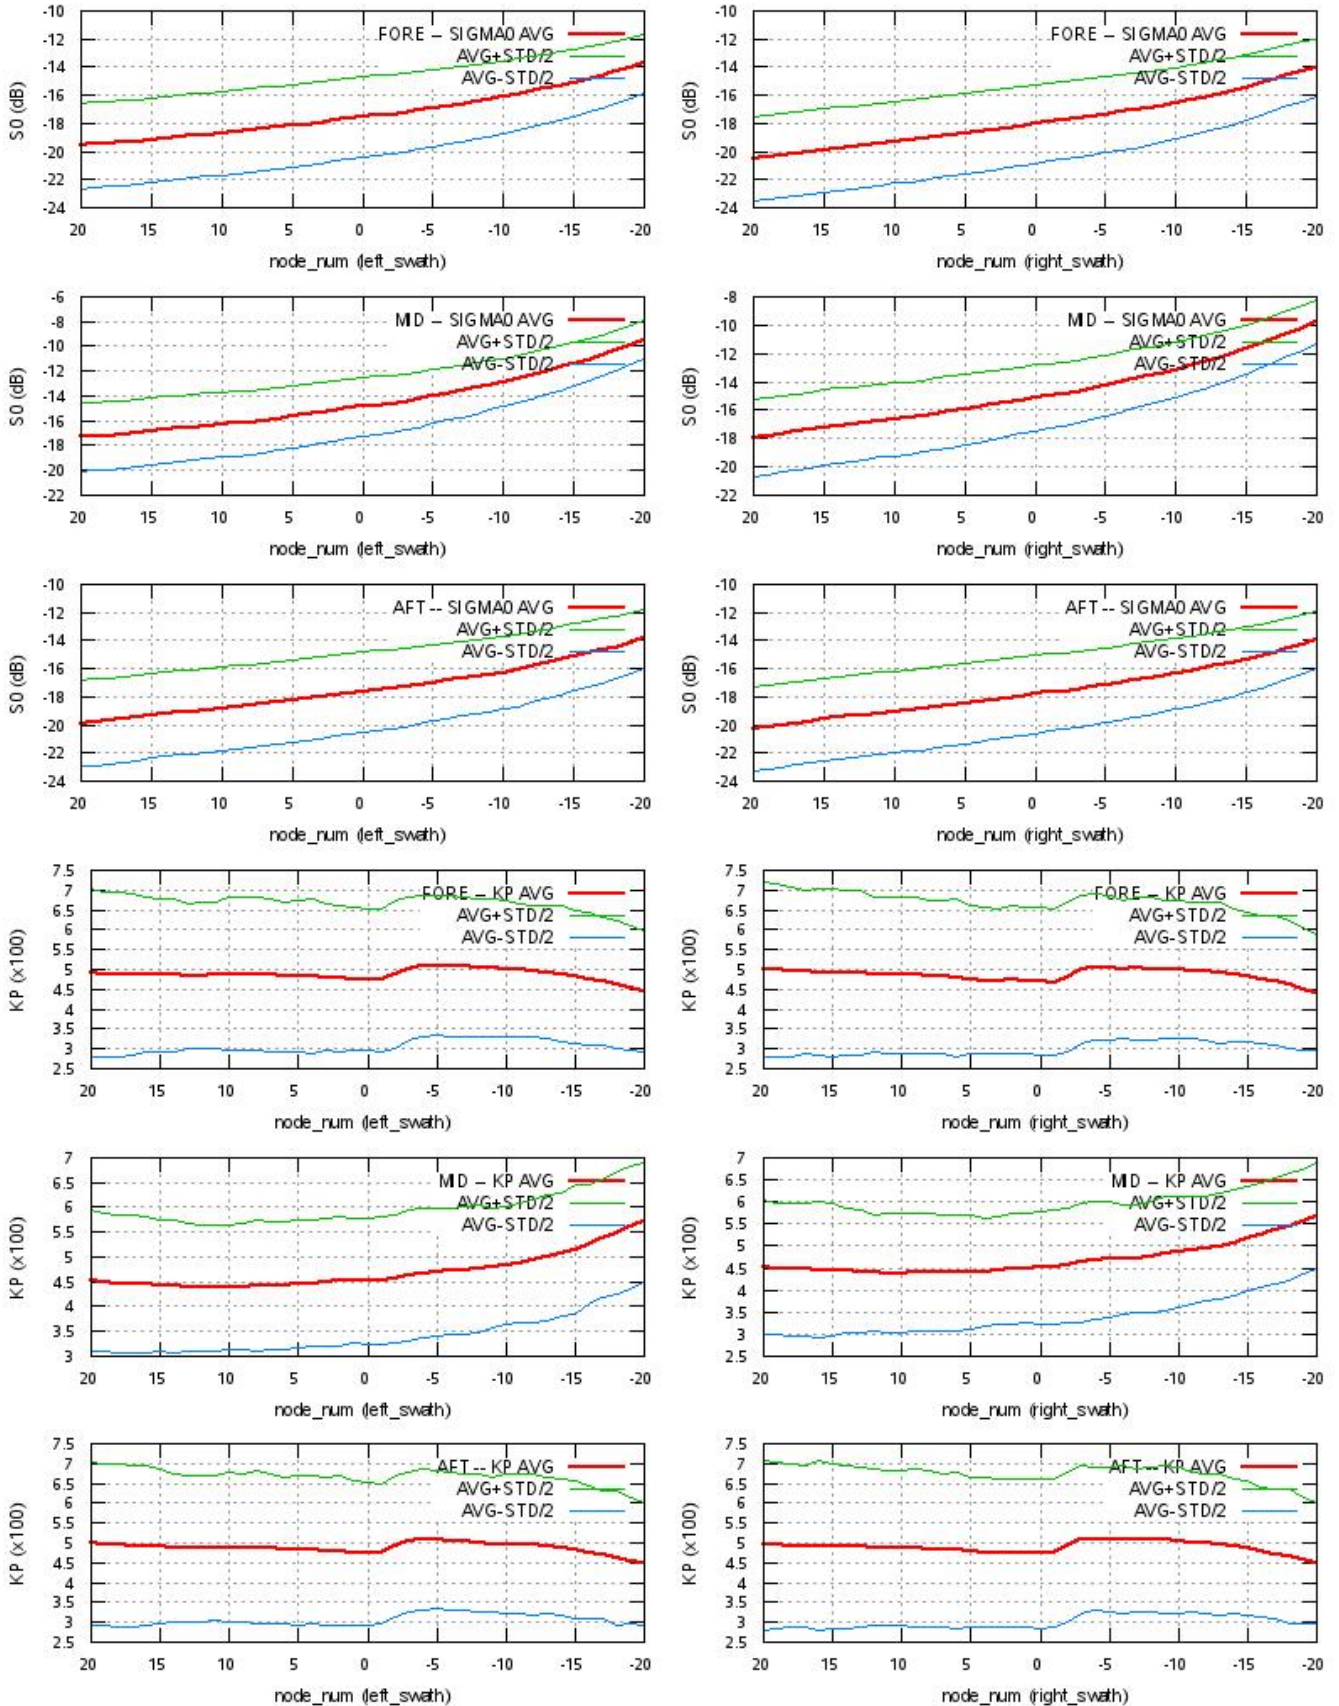 -10
-12
-14
-16
-18
-20
-22
-24
S0 (dB)
FORE -- SIGMA0 AVG
AVG+STD/2
AVG-STD/2
20 15 10 5 0 -5 -10 -15 -20
node_num (left_swath)
-10
-12
-14
-16
-18
-20
-22
-24
S0 (dB)
FORE -- SIGMA0 AVG
AVG+STD/2
AVG-STD/2
20 15 10 5 0 -5 -10 -15 -20
node_num (right_swath)
-6
-8
-10
-12
-14
-16
-18
-20
-22
S0 (dB)
MID -- SIGMA0 AVG
AVG+STD/2
AVG-STD/2
20 15 10 5 0 -5 -10 -15 -20
node_num (left_swath)
-8
-10
-12
-14
-16
-18
-20
-22
S0 (dB)
MID -- SIGMA0 AVG
AVG+STD/2
AVG-STD/2
20 15 10 5 0 -5 -10 -15 -20
node_num (right_swath)
-10
-12
-14
-16
-18
-20
-22
-24
S0 (dB)
AFT -- SIGMA0 AVG
AVG+STD/2
AVG-STD/2
20 15 10 5 0 -5 -10 -15 -20
node_num (left_swath)
-10
-12
-14
-16
-18
-20
-22
-24
S0 (dB)
AFT -- SIGMA0 AVG
AVG+STD/2
AVG-STD/2
20 15 10 5 0 -5 -10 -15 -20
node_num (right_swath)
7.5
7
6.5
6
5.5
5
4.5
4
3.5
3
2.5
KP (x100)
FORE -- KP AVG
AVG+STD/2
AVG-STD/2
20 15 10 5 0 -5 -10 -15 -20
node_num (left_swath)
7.5
7
6.5
6
5.5
5
4.5
4
3.5
3
2.5
KP (x100)
FORE -- KP AVG
AVG+STD/2
AVG-STD/2
20 15 10 5 0 -5 -10 -15 -20
node_num (right_swath)
7
6.5
6
5.5
5
4.5
4
3.5
3
KP (x100)
MID -- KP AVG
AVG+STD/2
AVG-STD/2
20 15 10 5 0 -5 -10 -15 -20
node_num (left_swath)
7
6.5
6
5.5
5
4.5
4
3.5
3
2.5
KP (x100)
MID -- KP AVG
AVG+STD/2
AVG-STD/2
20 15 10 5 0 -5 -10 -15 -20
node_num (right_swath)
7.5
7
6.5
6
5.5
5
4.5
4
3.5
3
2.5
KP (x100)
AFT -- KP AVG
AVG+STD/2
AVG-STD/2
20 15 10 5 0 -5 -10 -15 -20
node_num (left_swath)
7.5
7
6.5
6
5.5
5
4.5
4
3.5
3
2.5
KP (x100)
AFT -- KP AVG
AVG+STD/2
AVG-STD/2
20 15 10 5 0 -5 -10 -15 -20
node_num (right_swath)